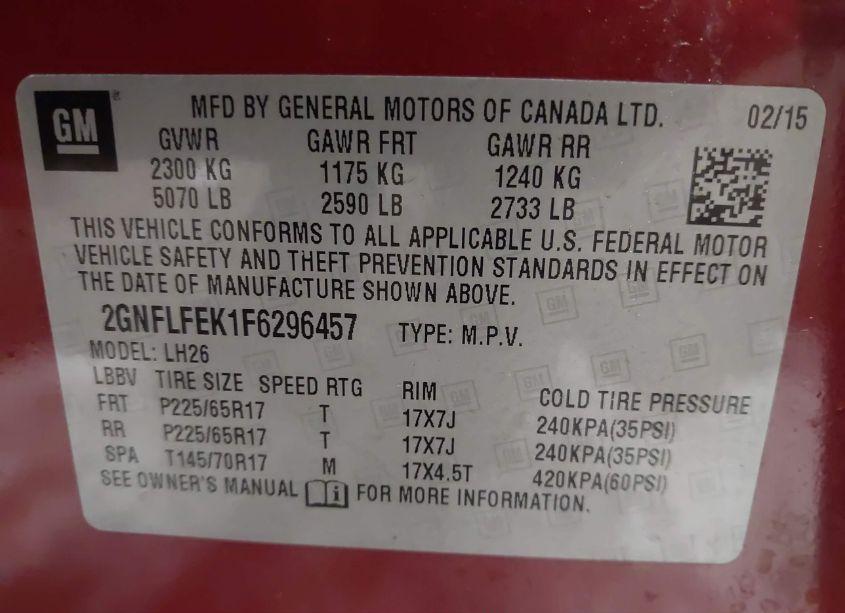 GM
MFD BY GENERAL MOTORS OF CANADA LTD. 02/15
GVWR GAWR FRT GAWR RR
2300 KG 1175 KG 1240 KG
5070 LB 2590 LB 2733 LB
THIS VEHICLE CONFORMS TO ALL APPLICABLE U.S. FEDERAL MOTOR
VEHICLE SAFETY AND THEFT PREVENTION STANDARDS IN EFFECT ON
THE DATE OF MANUFACTURE SHOWN ABOVE.
2GNFLFEK1F6296457 TYPE: M.P.V.
MODEL: LH26
LBBV TIRE SIZE SPEED RTG RIM COLD TIRE PRESSURE
FRT P225/65R17 T 17X7J 240KPA(35PSI)
RR P225/65R17 T 17X7J 240KPA(35PSI)
SPA T145/70R17 M 17X4.5T 420KPA(60PSI)
SEE OWNER'S MANUAL i FOR MORE INFORMATION.